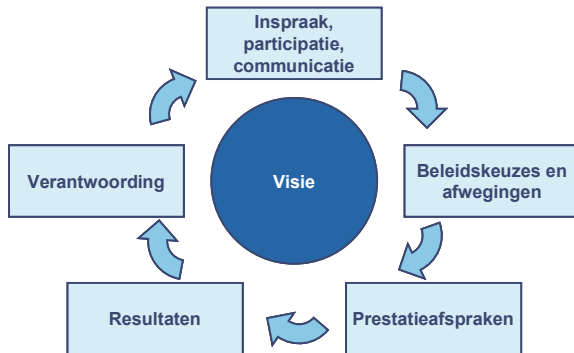 Inspraak,
participatie,
communicatie
Verantwoording
Visie
Beleidskeuzes en
afwegingen
Resultaten
Prestatieafspraken